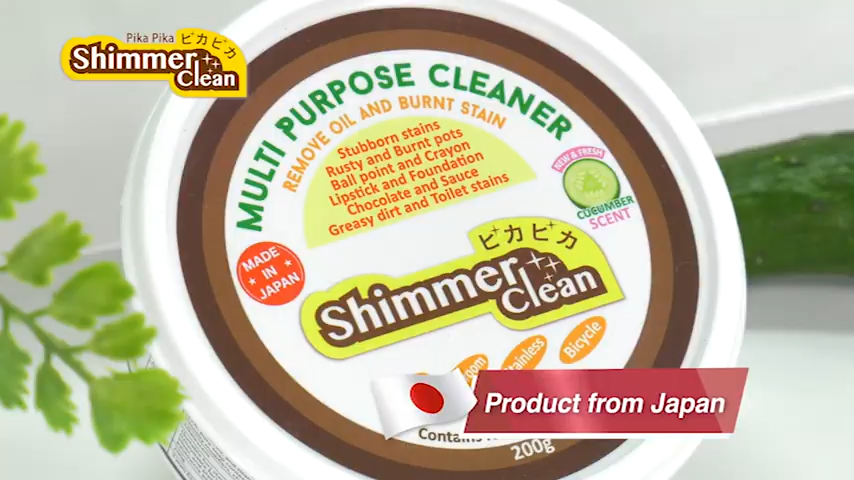 Pika Pika ピカピカ
Shimmer
Clean
MULTI PURPOSE CLEANER
REMOVE OIL AND BURNT STAIN
Stubborn stains
Rusty and Burnt pots
Ball point and Crayon
Lipstick and Foundation
Chocolate and Sauce
Greasy dirt and Toilet stains
NEW & FRESH
CUCUMBER
SCENT
MADE
IN
JAPAN
ピカピカ
Shimmer
Clean
Bicycle
Product from Japan
200g